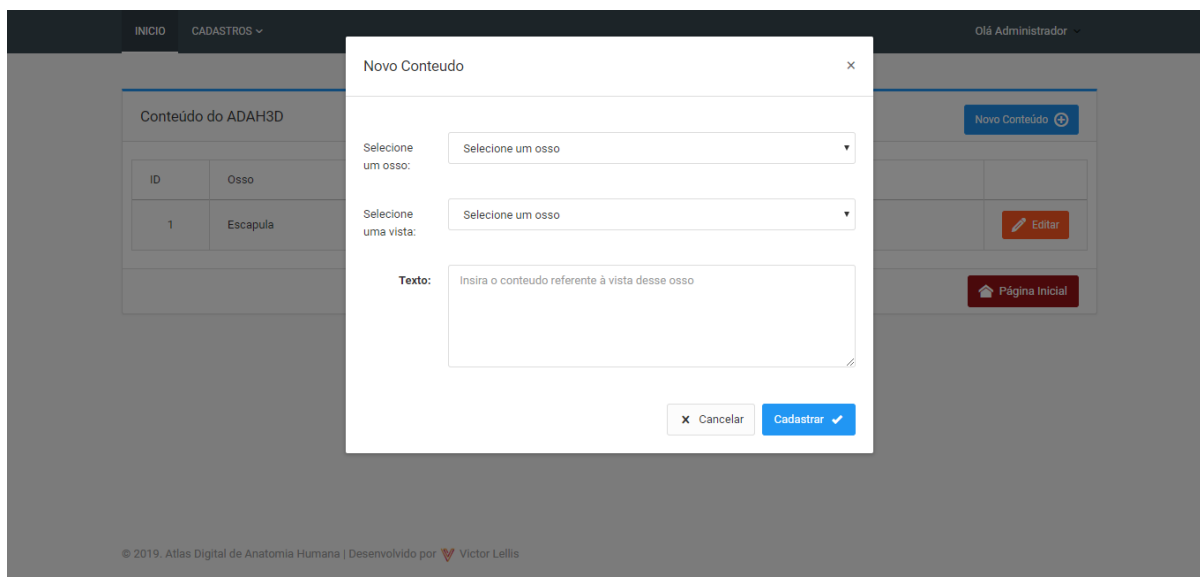 INICIO CADASTROS Olá Administrador
Novo Conteudo ×
Conteúdo do ADAH3D Novo Conteúdo
Selecione
um osso:
Selecione um osso
ID Osso
Selecione
uma vista:
Selecione um osso
1 Escapula Editar
Texto: Insira o conteudo referente à vista desse osso
Página Inicial
x Cancelar Cadastrar
© 2019. Atlas Digital de Anatomia Humana | Desenvolvido por Victor Lellis